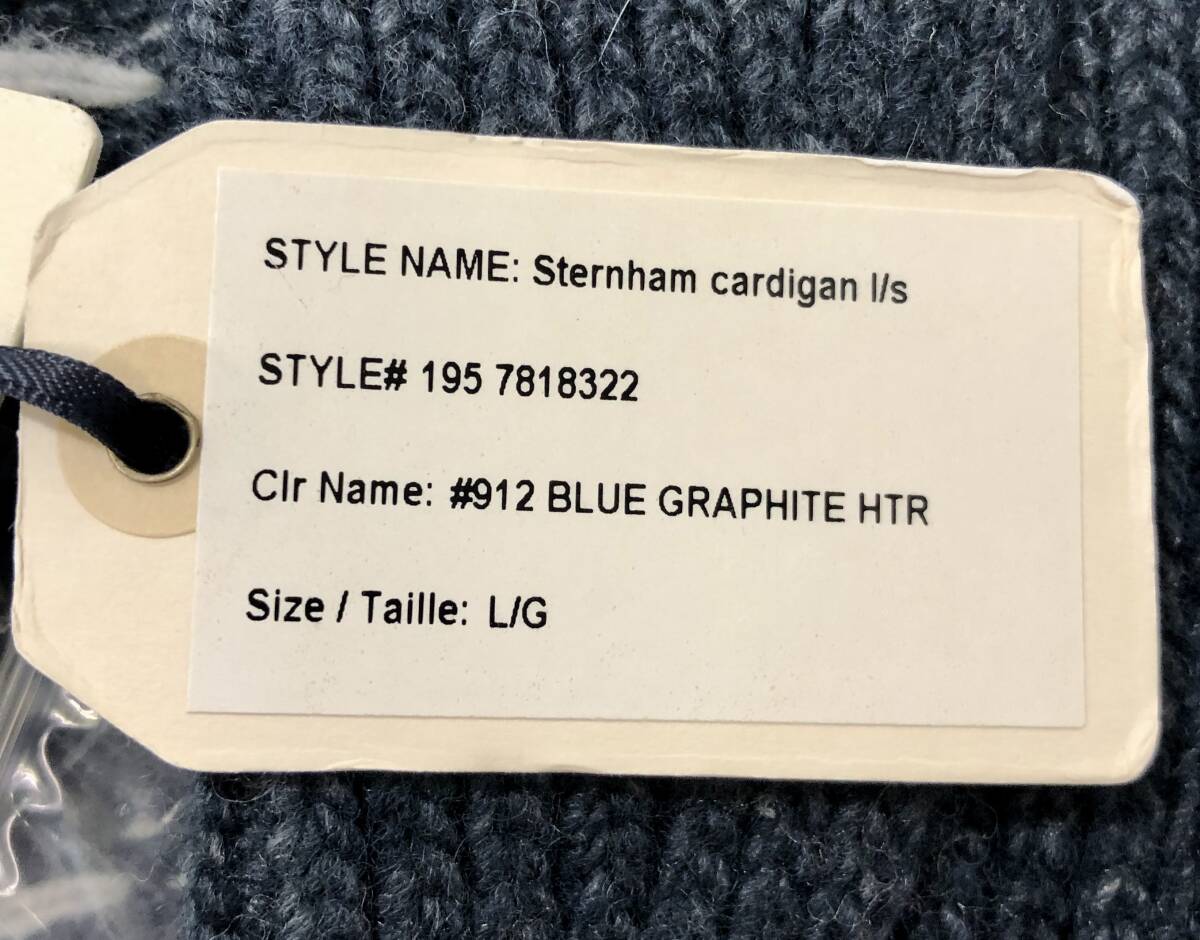 STYLE NAME: Sternham cardigan l/s
STYLE# 195 7818322
Clr Name: #912 BLUE GRAPHITE HTR
Size / Taille: L/G